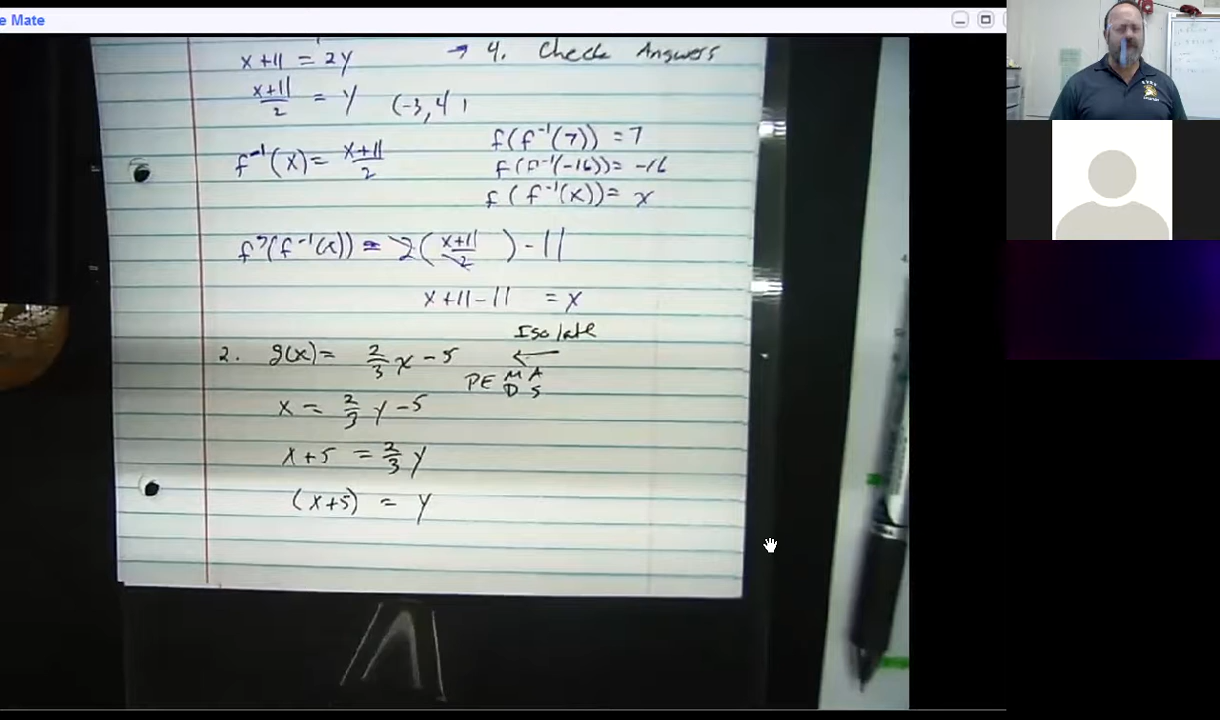 e Mate
x+11 = 2y → 4. Check Answers
x+11/2 = y (-3, 4)
f(f⁻¹(7)) = 7
f⁻¹(x) = x+11/2 f(f⁻¹(-16)) = -16
f(f⁻¹(x)) = x
f(f⁻¹(x)) = 2(x+11/2) - 11
x+11-11 = x
Isolate
2. g(x) = 2/3 x - 5 ←
PE M A
D S
x = 2/3 y - 5
x+5 = 2/3 y
(x+5) = y